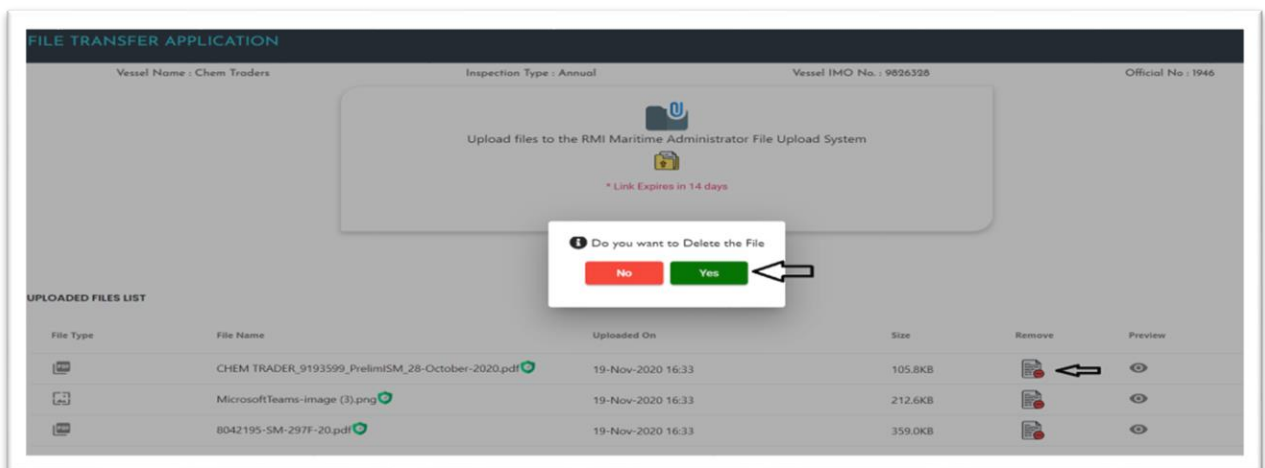 FILE TRANSFER APPLICATION
Vessel Name : Chem Traders Inspection Type : Annual Vessel IMO No. : 9826328 Official No : 1946
Upload files to the RMI Maritime Administrator File Upload System
* Link Expires in 14 days
Do you want to Delete the File
No Yes
UPLOADED FILES LIST
File Type File Name Uploaded On Size Remove Preview
CHEM TRADER_9193599_PrelimISM_28-October-2020.pdf 19-Nov-2020 16:33 105.8KB
MicrosoftTeams-image (3).png 19-Nov-2020 16:33 212.6KB
8042195-SM-297F-20.pdf 19-Nov-2020 16:33 359.0KB